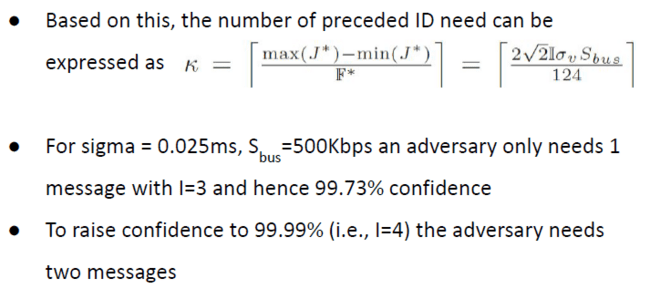 ● Based on this, the number of preceded ID need can be
expressed as κ = ⌈ max(J*)−min(J*) / 𝔽* ⌉ = ⌈ 2√2𝕀σ_v S_bus / 124 ⌉
● For sigma = 0.025ms, S_bus=500Kbps an adversary only needs 1
message with I=3 and hence 99.73% confidence
● To raise confidence to 99.99% (i.e., I=4) the adversary needs
two messages